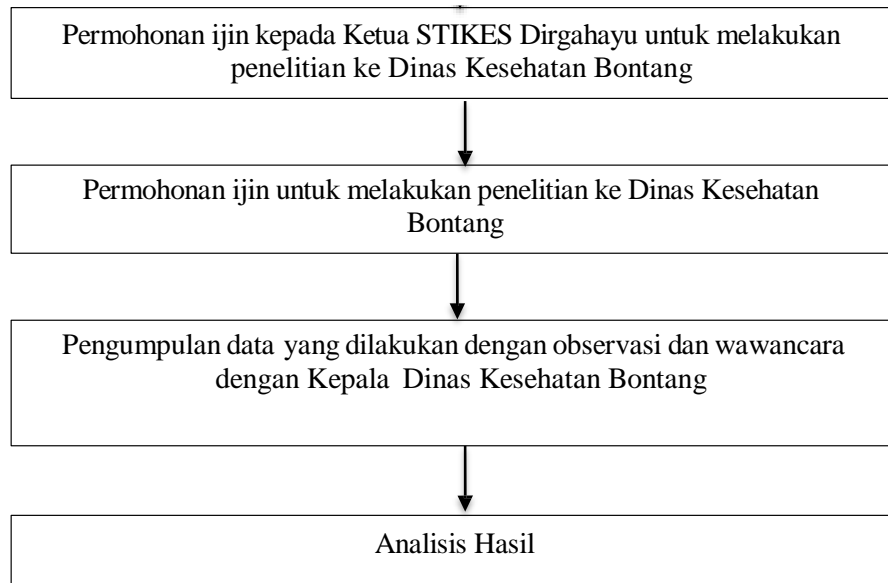 Permohonan ijin kepada Ketua STIKES Dirgahayu untuk melakukan
penelitian ke Dinas Kesehatan Bontang
Permohonan ijin untuk melakukan penelitian ke Dinas Kesehatan
Bontang
Pengumpulan data yang dilakukan dengan observasi dan wawancara
dengan Kepala Dinas Kesehatan Bontang
Analisis Hasil